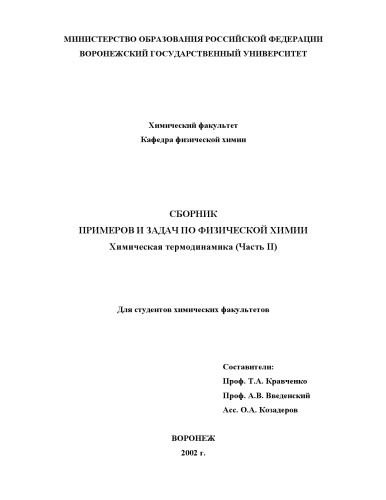 МИНИСТЕРСТВО ОБРАЗОВАНИЯ РОССИЙСКОЙ ФЕДЕРАЦИИ
ВОРОНЕЖСКИЙ ГОСУДАРСТВЕННЫЙ УНИВЕРСИТЕТ
Химический факультет
Кафедра физической химии
СБОРНИК
ПРИМЕРОВ И ЗАДАЧ ПО ФИЗИЧЕСКОЙ ХИМИИ
Химическая термодинамика (Часть II)
Для студентов химических факультетов
Составители:
Проф. Т.А. Кравченко
Проф. А.В. Введенский
Асс. О.А. Козадеров
ВОРОНЕЖ
2002 г.